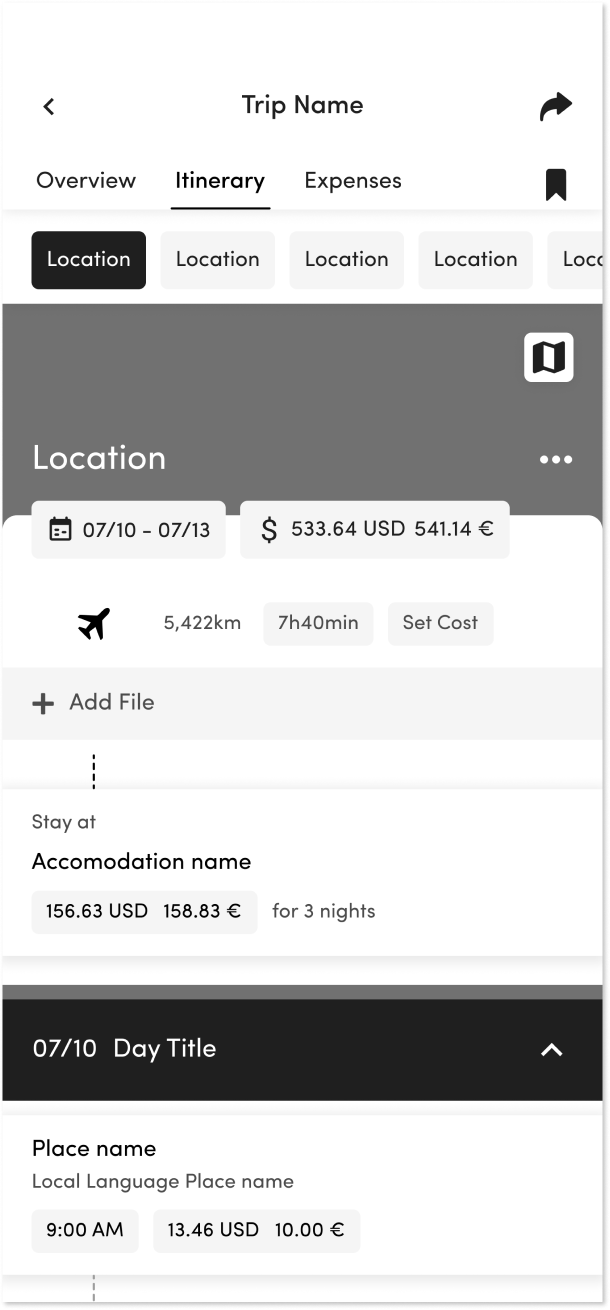 Trip Name
Overview Itinerary Expenses
Location Location Location Location Loc
Location
07/10 - 07/13 $ 533.64 USD 541.14 €
5,422km 7h40min Set Cost
Add File
Stay at
Accomodation name
156.63 USD 158.83 € for 3 nights
07/10 Day Title
Place name
Local Language Place name
9:00 AM 13.46 USD 10.00 €